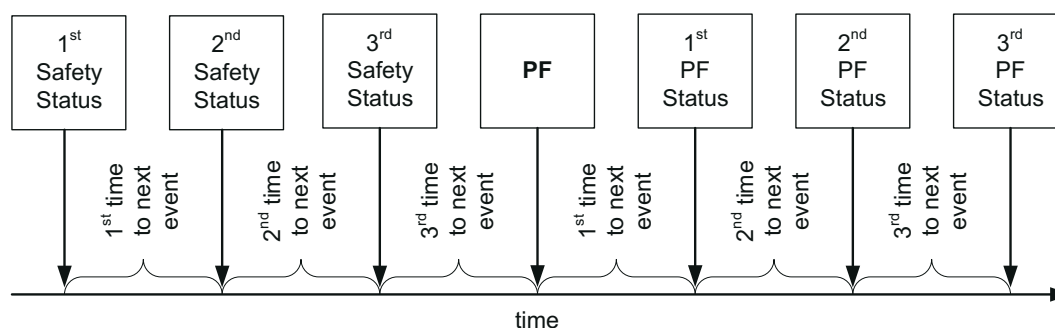 1st
Safety
Status
2nd
Safety
Status
3rd
Safety
Status
PF
1st
PF
Status
2nd
PF
Status
3rd
PF
Status
1st time
to next
event
2nd time
to next
event
3rd time
to next
event
1st time
to next
event
2nd time
to next
event
3rd time
to next
event
time